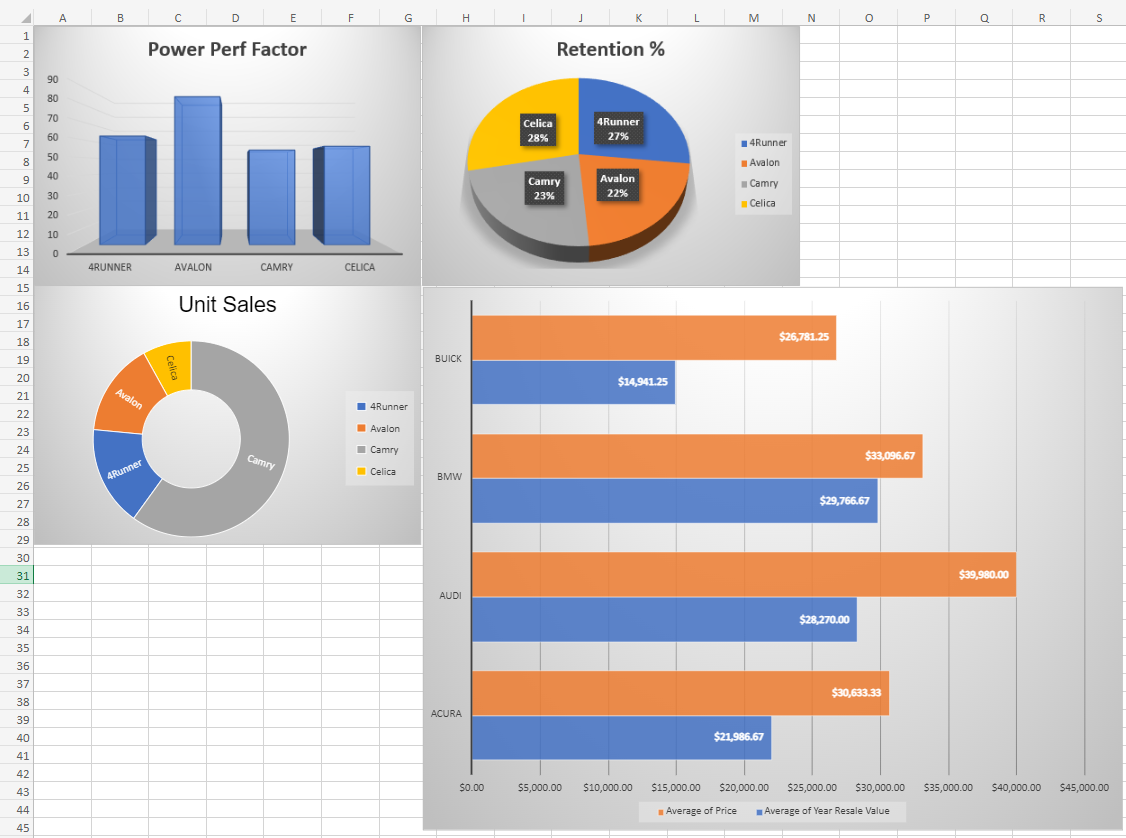 A B C D E F G H I J K L M N O P Q R S
1
2
3
4
5
6
7
8
9
10
11
12
13
14
15
16
17
18
19
20
21
22
23
24
25
26
27
28
29
30
31
32
33
34
35
36
37
38
39
40
41
42
43
44
45
Power Perf Factor
90
80
70
60
50
40
30
20
10
0
4RUNNER AVALON CAMRY CELICA
Retention %
Celica
28%
4Runner
27%
Camry
23%
Avalon
22%
4Runner
Avalon
Camry
Celica
Unit Sales
Celica
Avalon
4Runner
Camry
4Runner
Avalon
Camry
Celica
BUICK
$26,781.25
$14,941.25
BMW
$33,096.67
$29,766.67
AUDI
$39,980.00
$28,270.00
ACURA
$30,633.33
$21,986.67
$0.00 $5,000.00 $10,000.00 $15,000.00 $20,000.00 $25,000.00 $30,000.00 $35,000.00 $40,000.00 $45,000.00
Average of Price Average of Year Resale Value